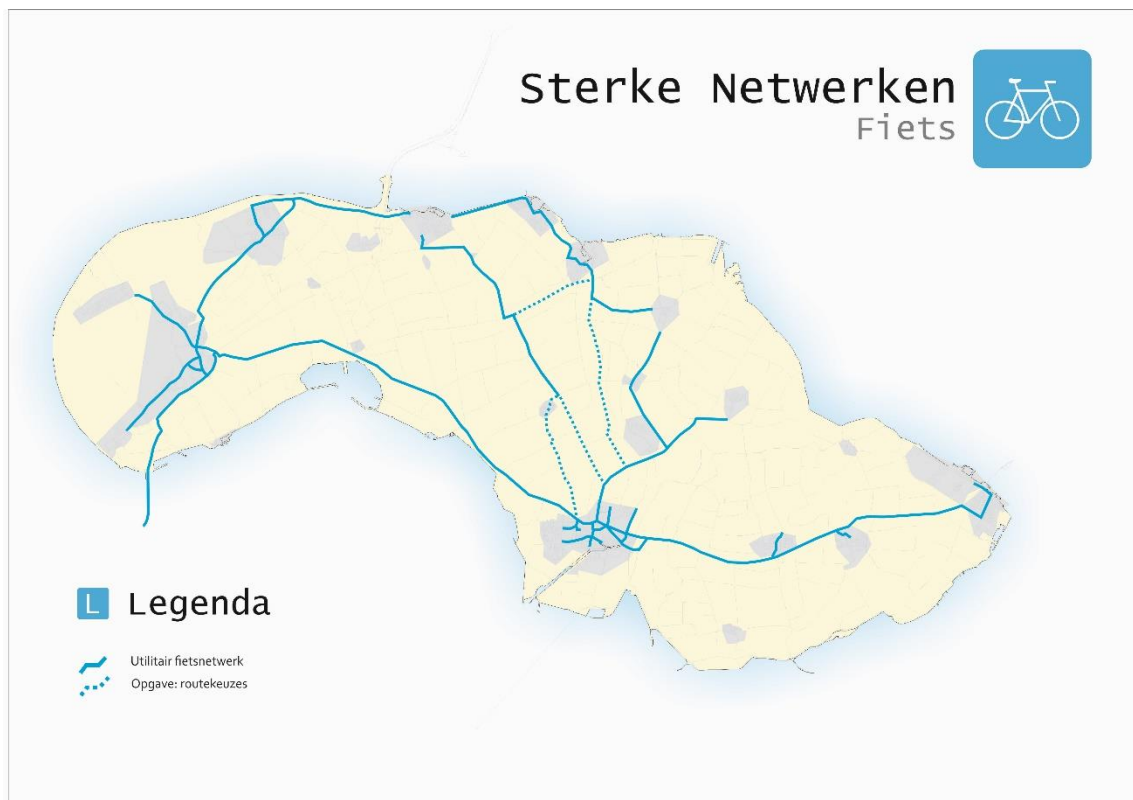 Sterke Netwerken
Fiets
L Legenda
Utilitair fietsnetwerk
Opgave: routekeuzes